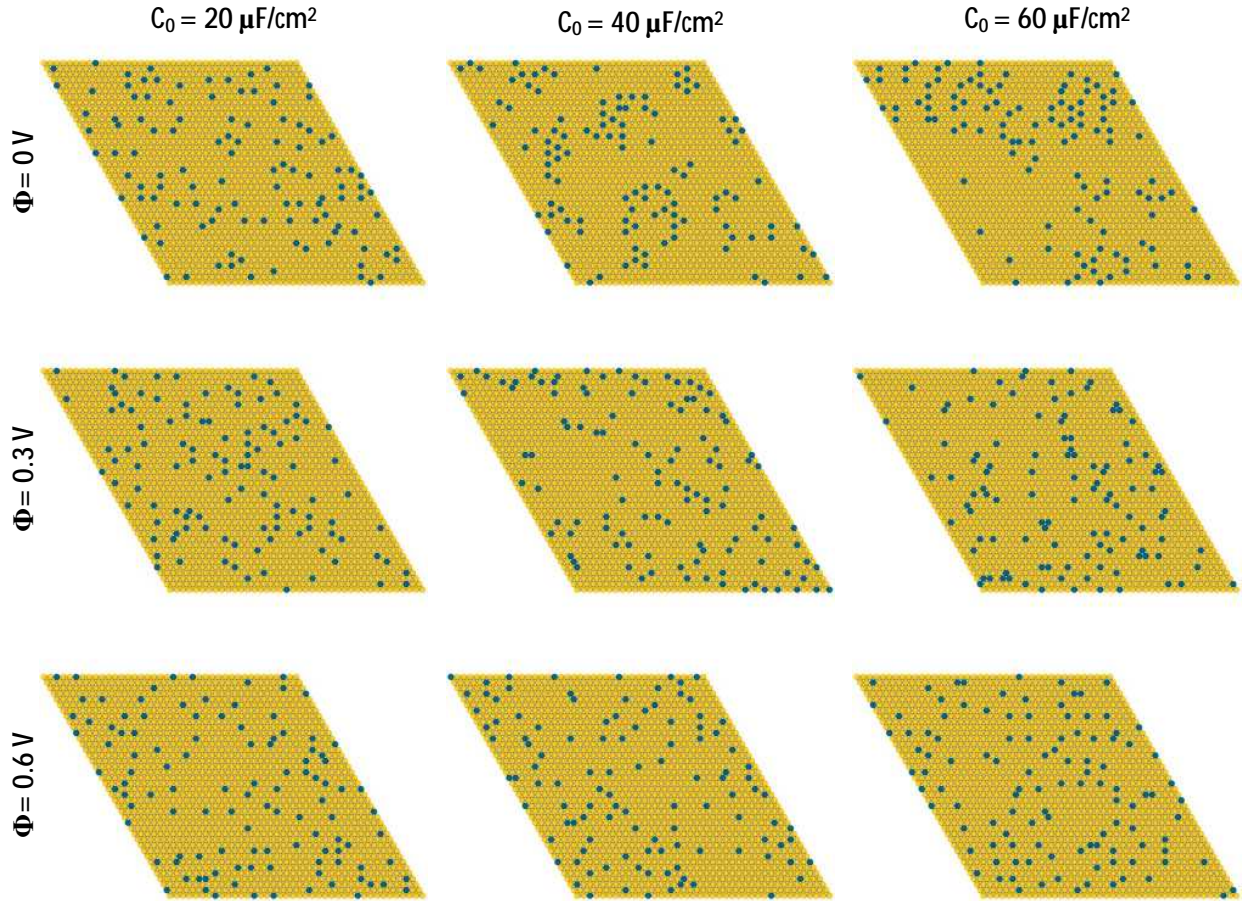 C₀ = 20 μF/cm²
C₀ = 40 μF/cm²
C₀ = 60 μF/cm²
Φ = 0 V
Φ = 0.3 V
Φ = 0.6 V